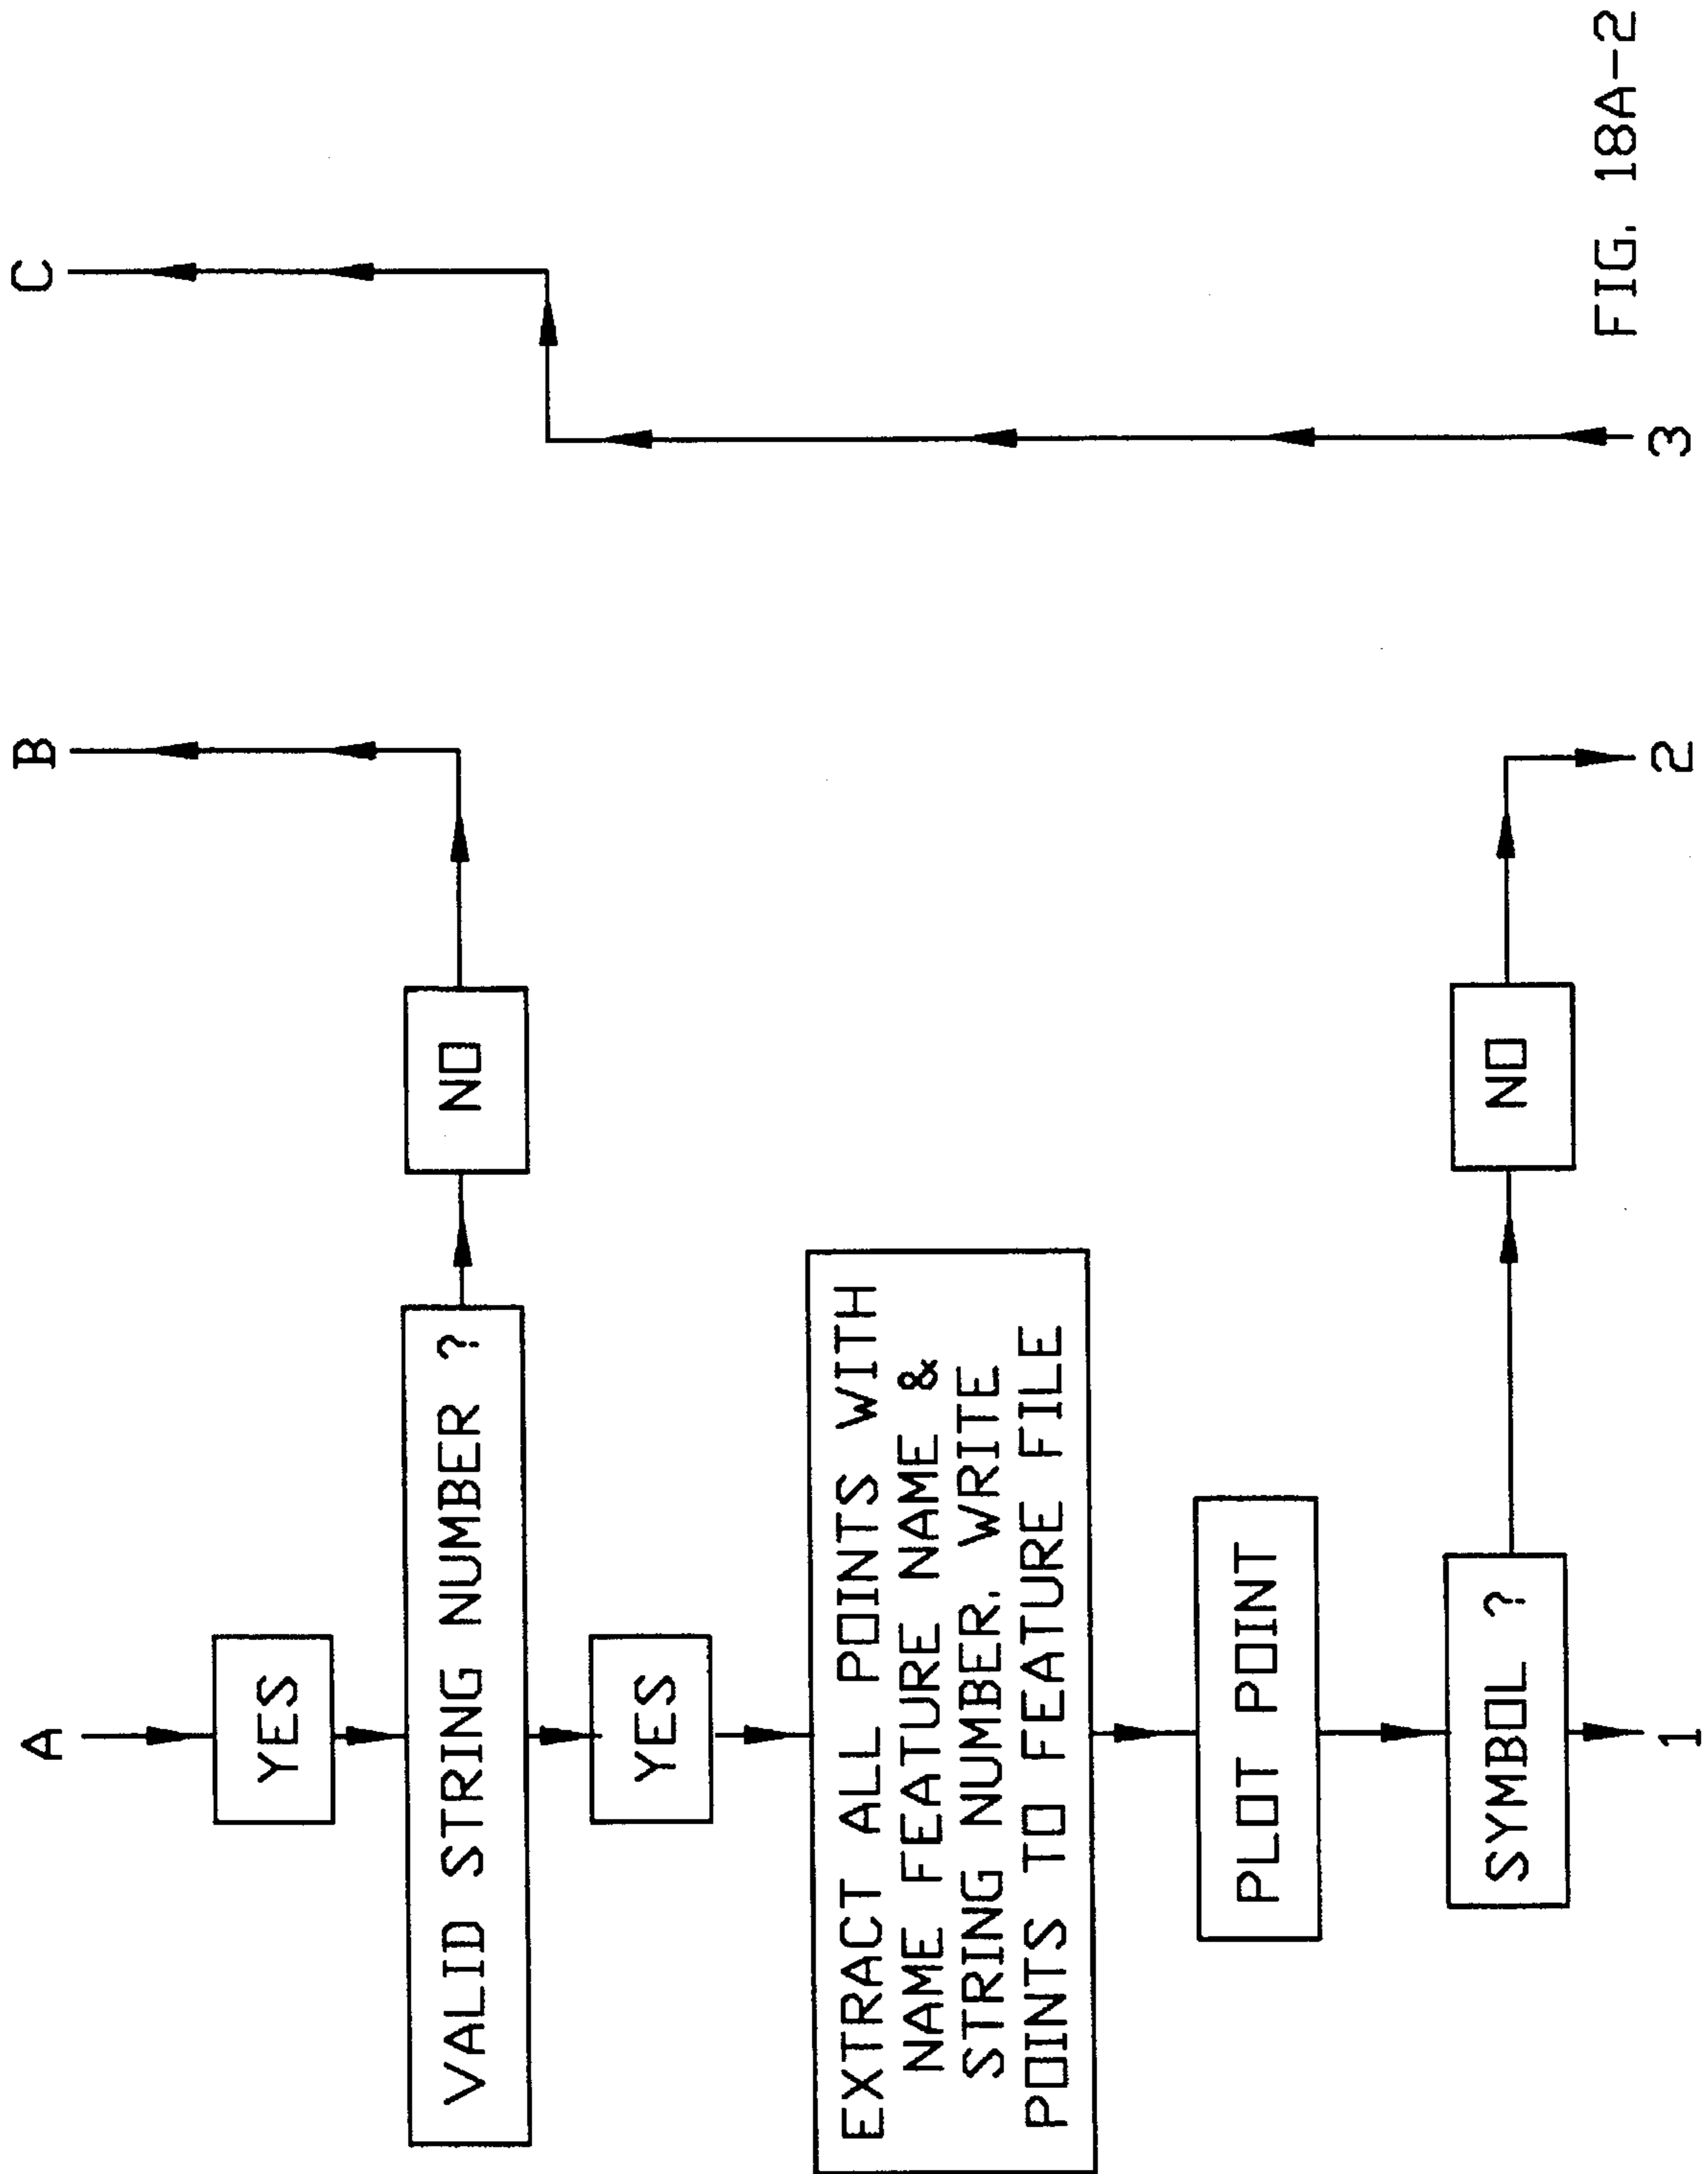 A
B
C
YES
VALID STRING NUMBER ?
NO
YES
EXTRACT ALL POINTS WITH
NAME FEATURE NAME &
STRING NUMBER. WRITE
POINTS TO FEATURE FILE
PLOT POINT
SYMBOL ?
NO
1
2
3
FIG. 18A-2